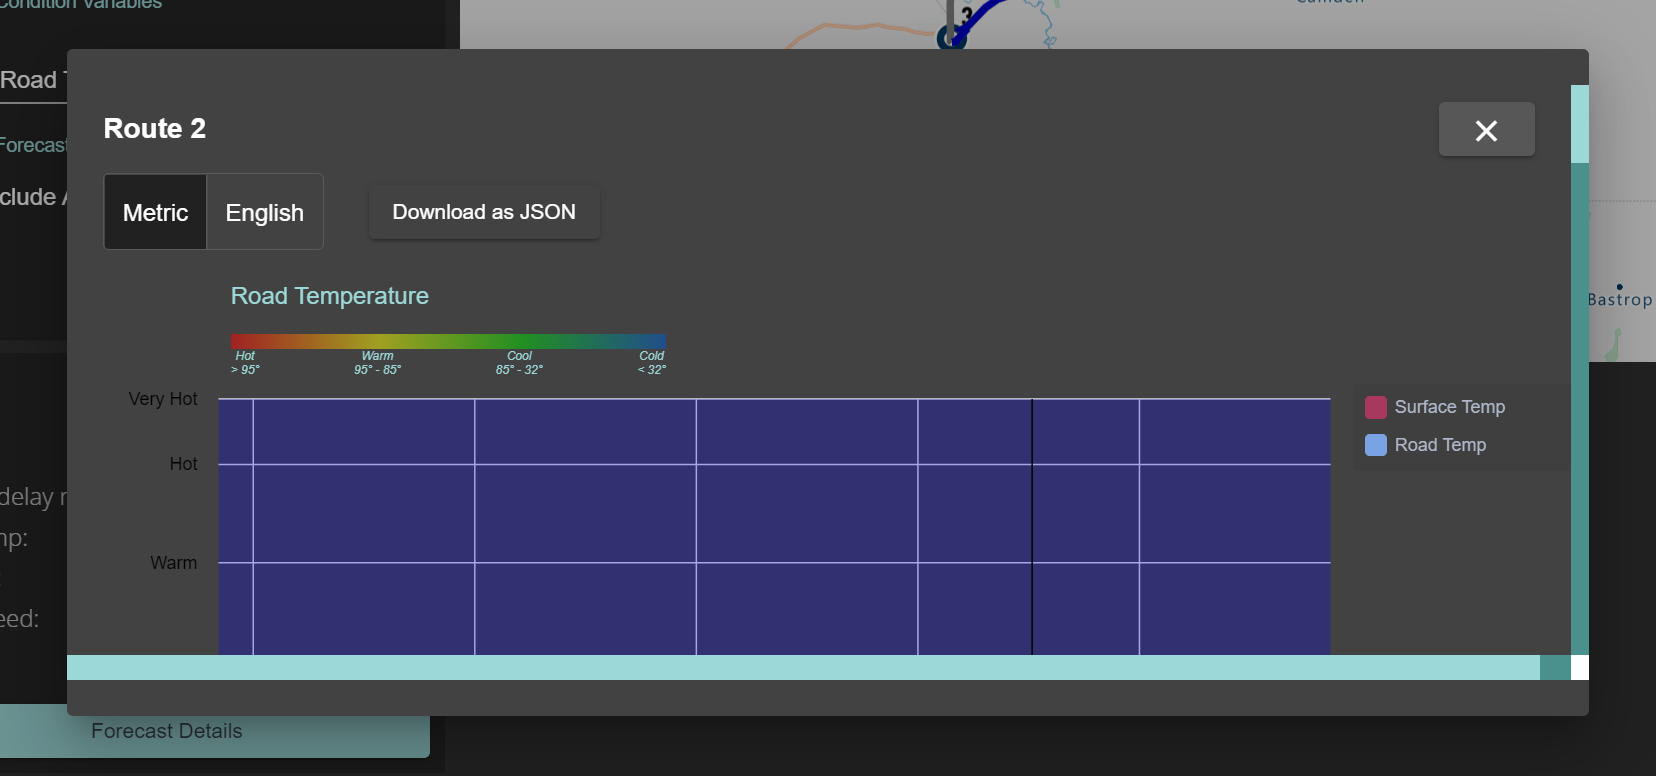 Condition Variables
Camden
3
Road T
Forecast
clude A
Route 2
Metric
English
Download as JSON
Road Temperature
Hot
> 95°
Warm
95° - 85°
Cool
85° - 32°
Cold
< 32°
Very Hot
Hot
Warm
Surface Temp
Road Temp
Bastrop
delay r
mp:
eed:
Forecast Details